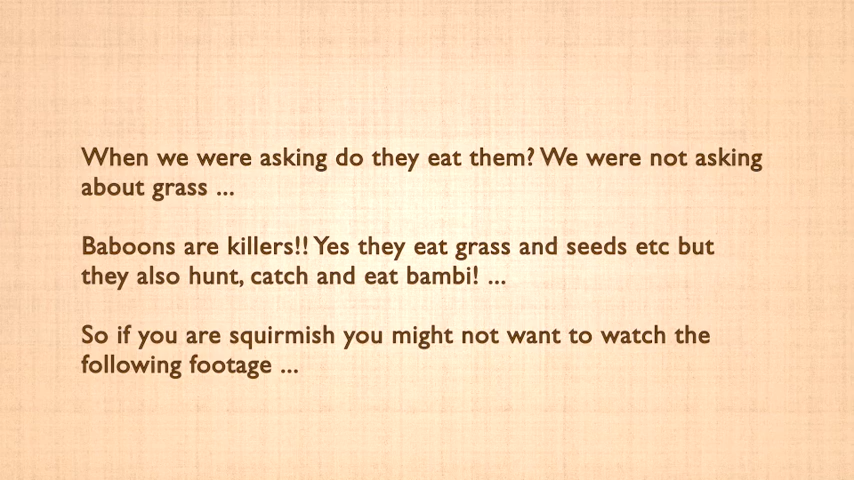 When we were asking do they eat them? We were not asking
about grass ...
Baboons are killers!! Yes they eat grass and seeds etc but
they also hunt, catch and eat bambi! ...
So if you are squirmish you might not want to watch the
following footage ...